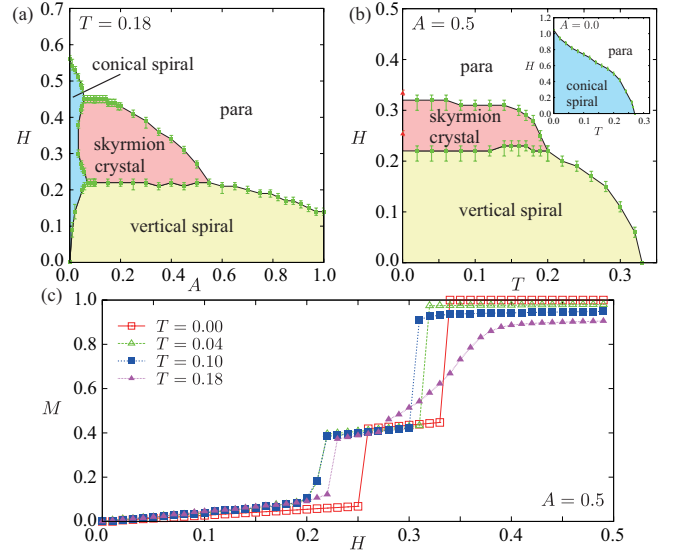 (a)
T = 0.18
0.7
0.6
0.5
0.4
H
0.3
0.2
0.1
0.0
conical spiral
para
skyrmion
crystal
vertical spiral
0.0
0.2
0.4
A
0.6
0.8
1.0
(b)
A = 0.5
0.5
0.4
H
0.3
0.2
0.1
0.0
para
skyrmion
crystal
vertical spiral
0.0
0.1
T
0.2
0.3
A = 0.0
1.2
1.0
0.8
H
0.6
0.4
0.2
0.0
para
conical
spiral
0.0
0.1
T
0.2
0.3
(c)
1.0
0.8
0.6
M
0.4
0.2
0.0
T = 0.00
T = 0.04
T = 0.10
T = 0.18
A = 0.5
0.0
0.1
0.2
H
0.3
0.4
0.5